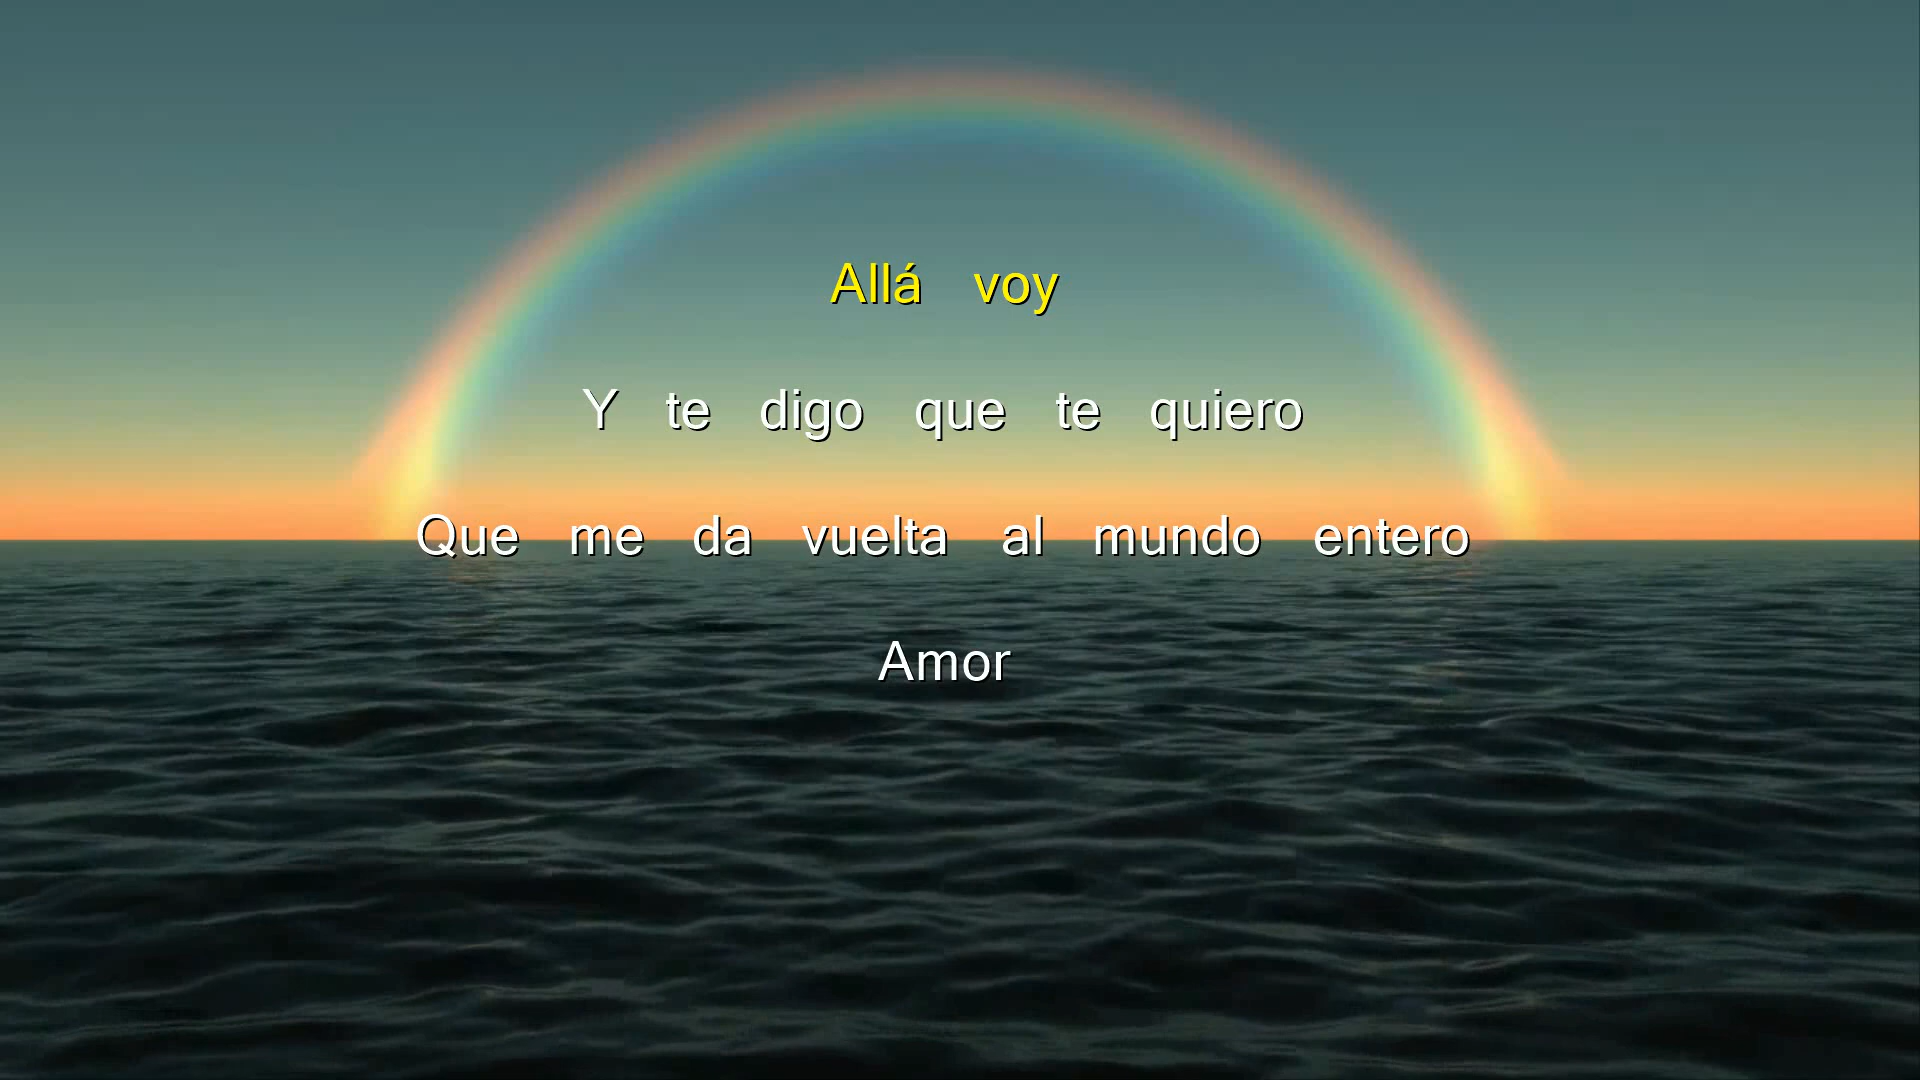 Allá voy
Y te digo que te quiero
Que me da vuelta al mundo entero
Amor